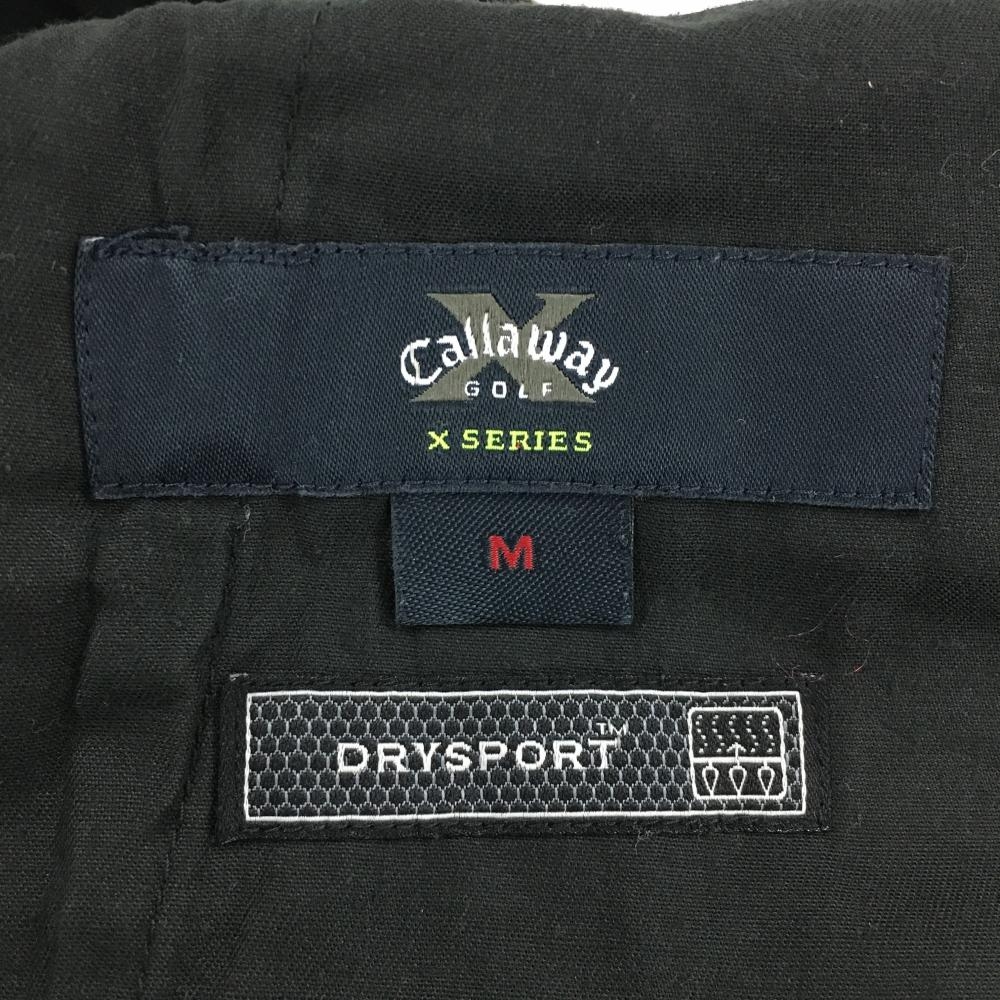 X
Callaway
GOLF
X SERIES
M
DRYSPORT™